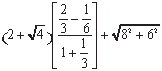 (2 + √4) [ (2/3 − 1/6) / (1 + 1/3) ] + √(8² + 6²)